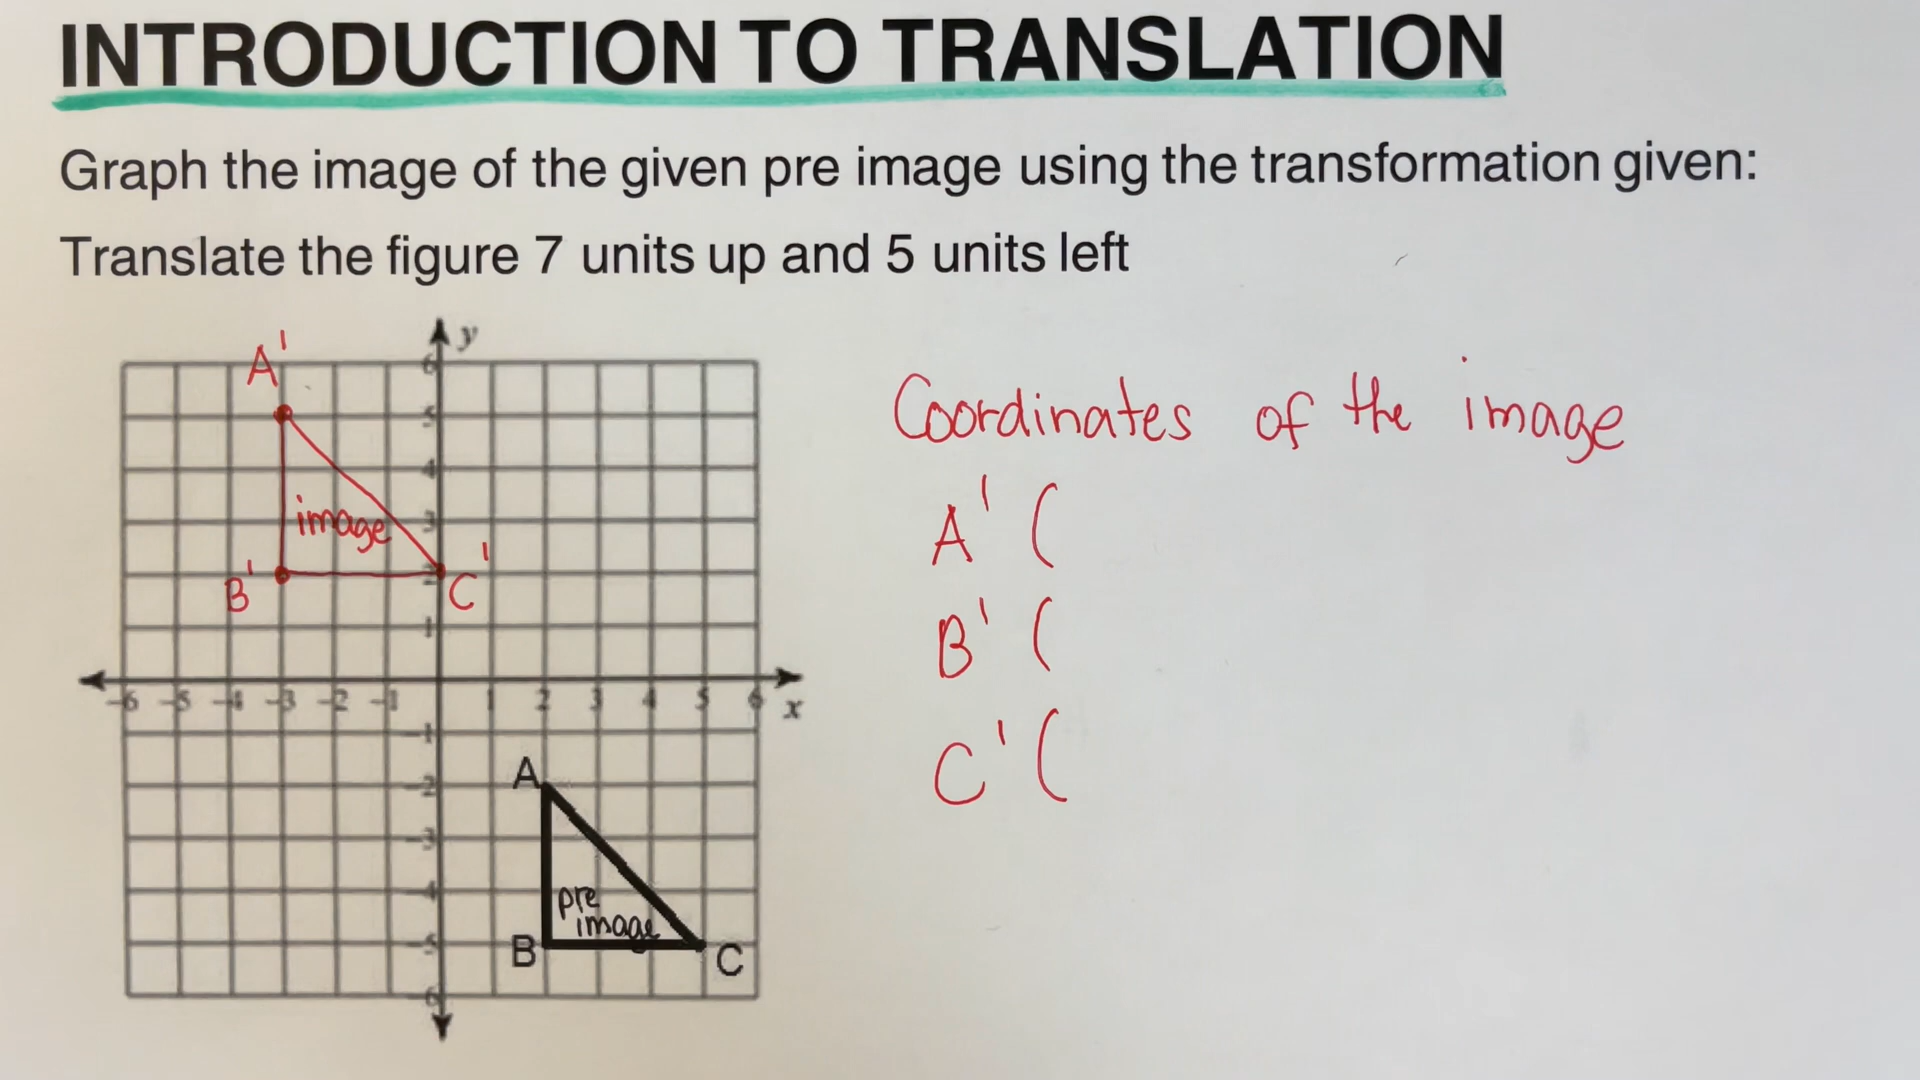 INTRODUCTION TO TRANSLATION
Graph the image of the given pre image using the transformation given:
Translate the figure 7 units up and 5 units left
y
6
A'
5
4
3
image
2
B'
C'
1
-6 -5 -4 -3 -2 -1 1 2 3 4 5 6
x
-1
A
-2
-3
-4
pre
image
-5
B
C
-6
Coordinates of the image
A' (
B' (
C' (